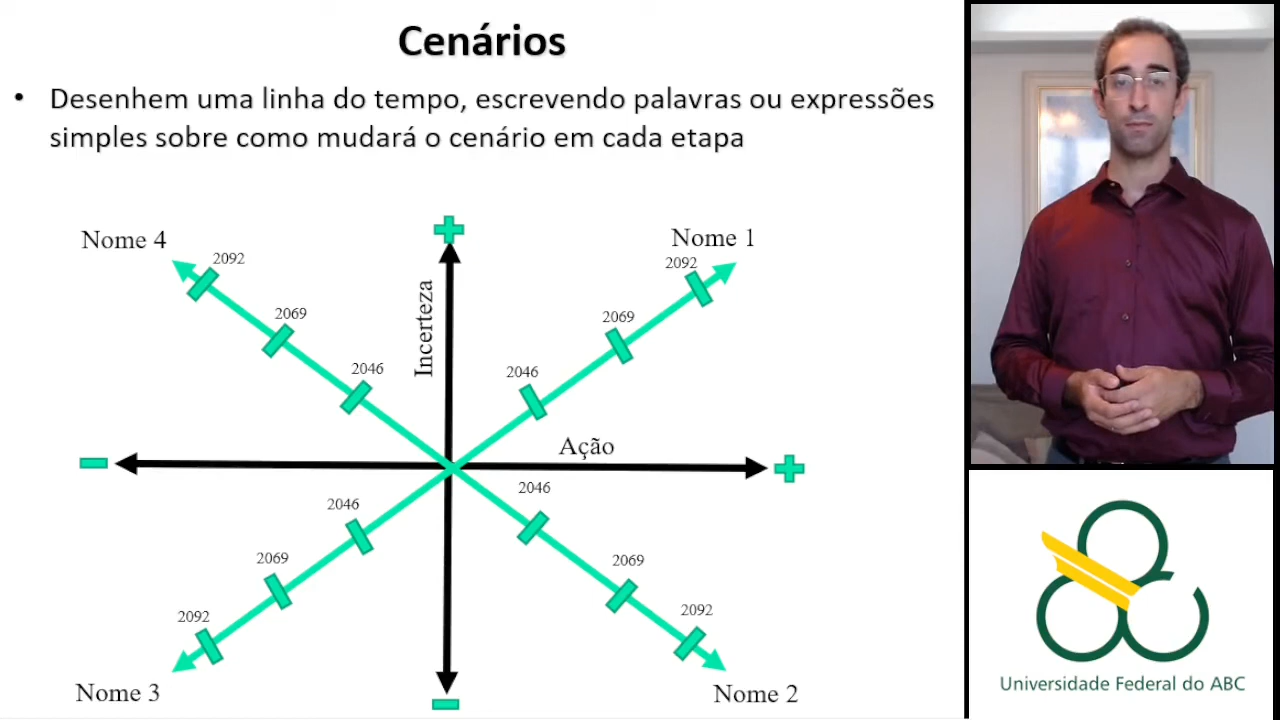 Cenários
• Desenhem uma linha do tempo, escrevendo palavras ou expressões
simples sobre como mudará o cenário em cada etapa
Nome 4
Nome 1
2092
2092
Incerteza
2069
2069
2046
2046
Ação
2046
2046
2069
2069
2092
2092
Nome 3
Nome 2
Universidade Federal do ABC